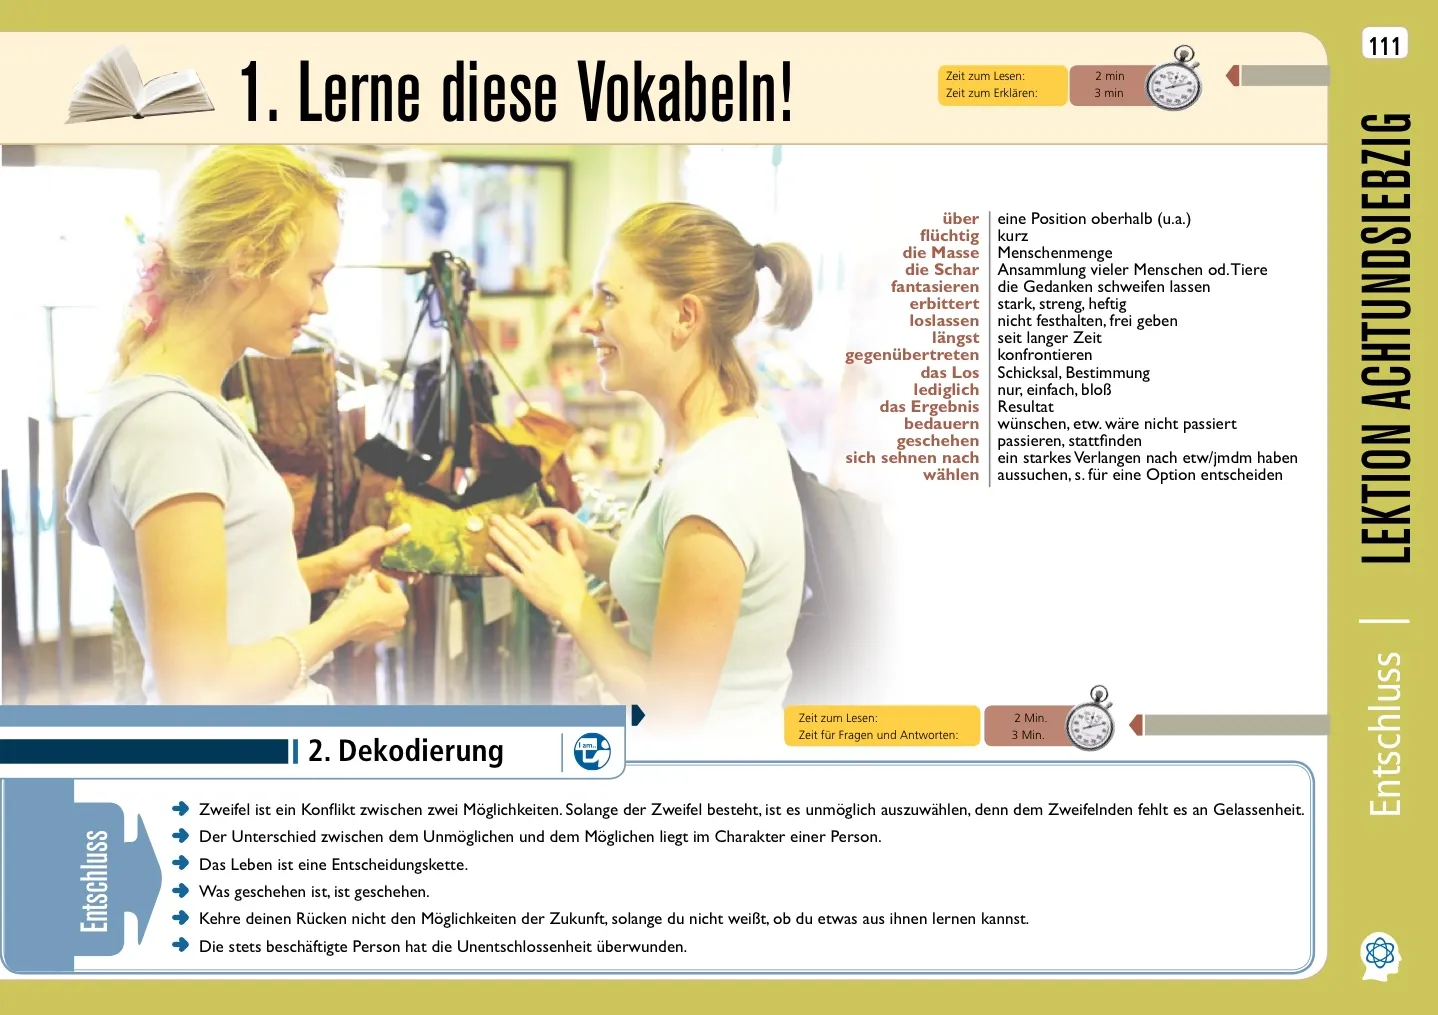 111
1. Lerne diese Vokabeln!
Zeit zum Lesen: 2 min
Zeit zum Erklären: 3 min
über eine Position oberhalb (u.a.)
flüchtig kurz
die Masse Menschenmenge
die Schar Ansammlung vieler Menschen od. Tiere
fantasieren die Gedanken schweifen lassen
erbittert stark, streng, heftig
loslassen nicht festhalten, frei geben
längst seit langer Zeit
gegenübertreten konfrontieren
das Los Schicksal, Bestimmung
lediglich nur, einfach, bloß
das Ergebnis Resultat
bedauern wünschen, etw. wäre nicht passiert
geschehen passieren, stattfinden
sich sehnen nach ein starkes Verlangen nach etw/jmdm haben
wählen aussuchen, s. für eine Option entscheiden
LEKTION ACHTUNDSIEBZIG | Entschluss
2. Dekodierung
I am..
Zeit zum Lesen: 2 Min.
Zeit für Fragen und Antworten: 3 Min.
Entschluss
Zweifel ist ein Konflikt zwischen zwei Möglichkeiten. Solange der Zweifel besteht, ist es unmöglich auszuwählen, denn dem Zweifelnden fehlt es an Gelassenheit.
Der Unterschied zwischen dem Unmöglichen und dem Möglichen liegt im Charakter einer Person.
Das Leben ist eine Entscheidungskette.
Was geschehen ist, ist geschehen.
Kehre deinen Rücken nicht den Möglichkeiten der Zukunft, solange du nicht weißt, ob du etwas aus ihnen lernen kannst.
Die stets beschäftigte Person hat die Unentschlossenheit überwunden.